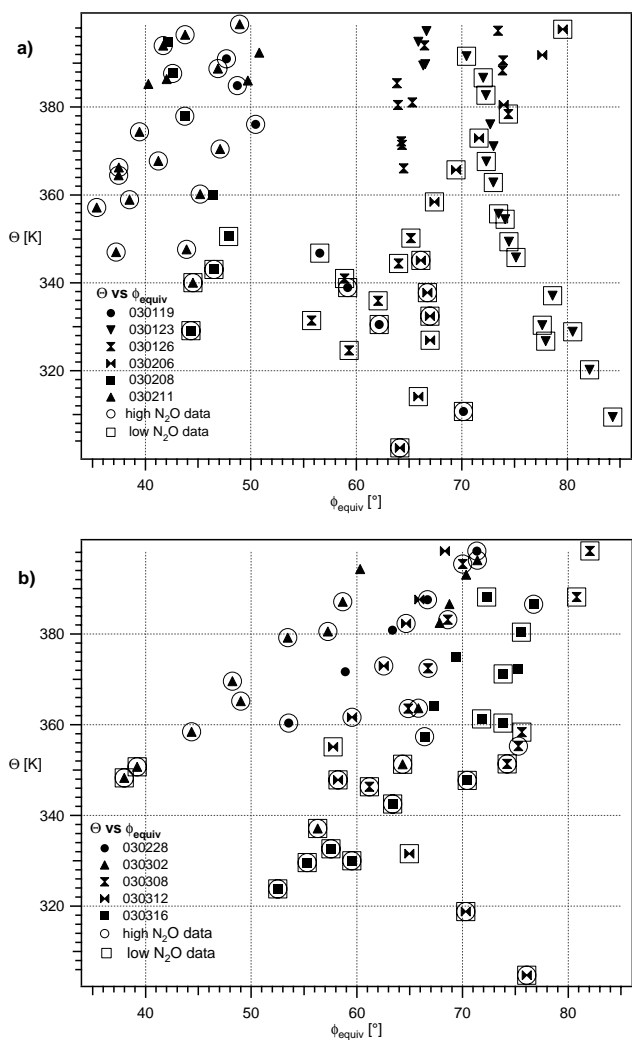 a)
Θ [K]
400
380
360
340
320
Θ vs ϕequiv
030119
030123
030126
030206
030208
030211
high N2O data
low N2O data
40 50 60 70 80
ϕequiv [°]
b)
Θ [K]
400
380
360
340
320
Θ vs ϕequiv
030228
030302
030308
030312
030316
high N2O data
low N2O data
40 50 60 70 80
ϕequiv [°]